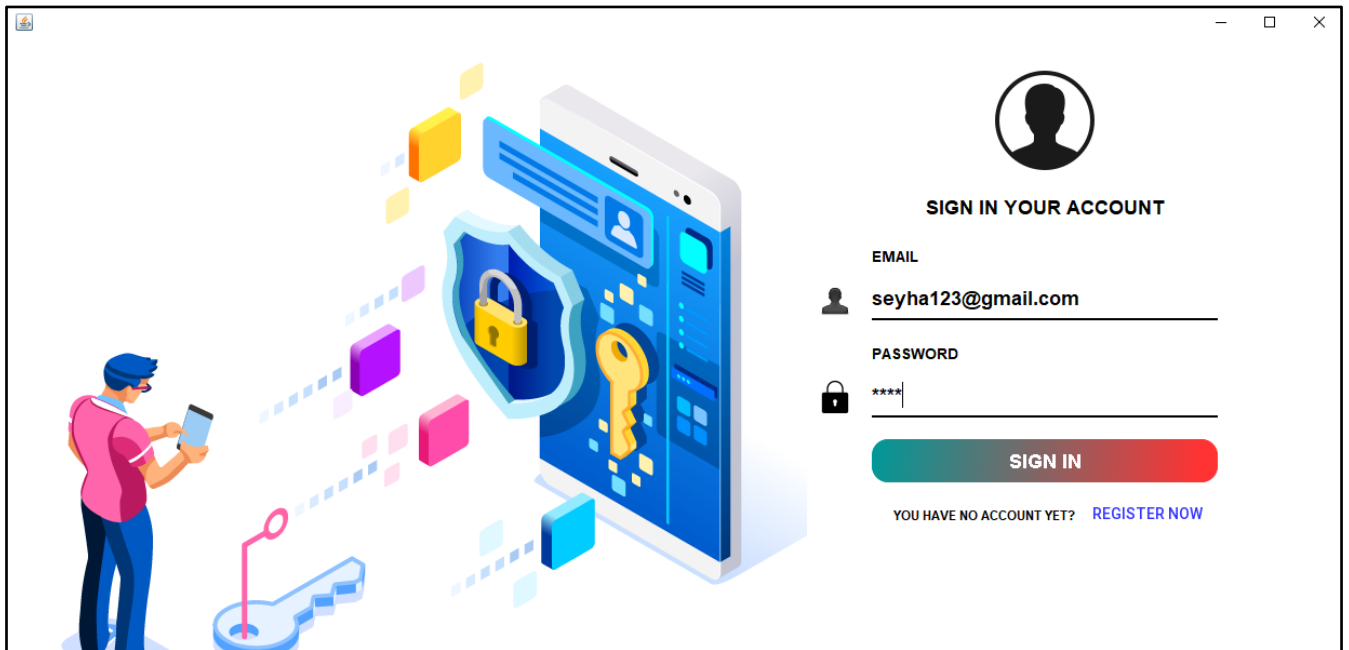 SIGN IN YOUR ACCOUNT
EMAIL
seyha123@gmail.com
PASSWORD
****
SIGN IN
YOU HAVE NO ACCOUNT YET? REGISTER NOW